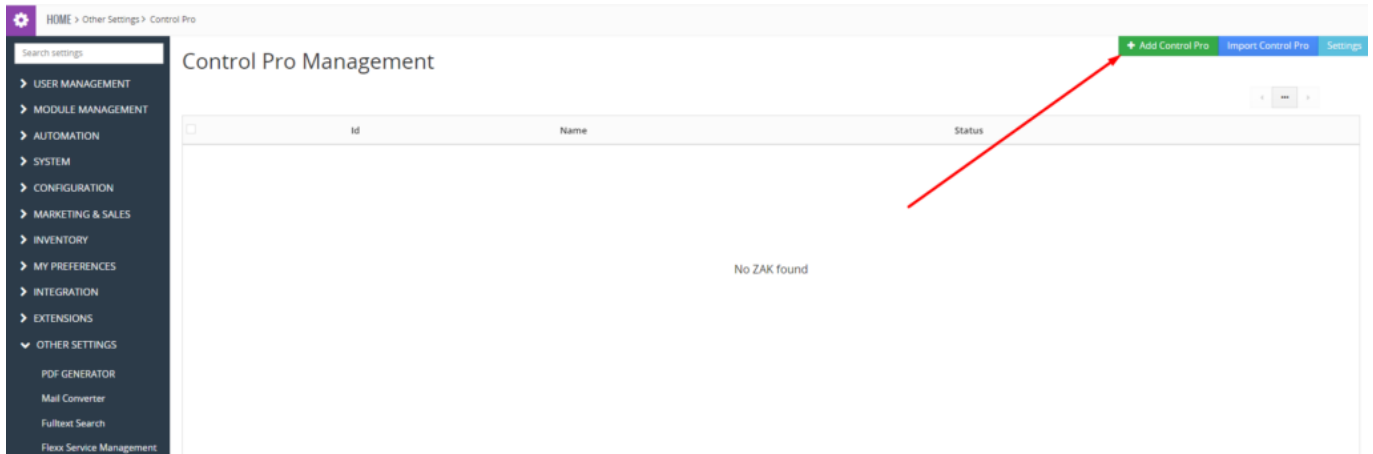 HOME > Other Settings > Control Pro
Search settings
Control Pro Management
+ Add Control Pro
Import Control Pro
Settings
USER MANAGEMENT
MODULE MANAGEMENT
AUTOMATION
SYSTEM
CONFIGURATION
MARKETING & SALES
INVENTORY
MY PREFERENCES
INTEGRATION
EXTENSIONS
OTHER SETTINGS
PDF GENERATOR
Mail Converter
Fulltext Search
Flexx Service Management
Id Name Status
No ZAK found